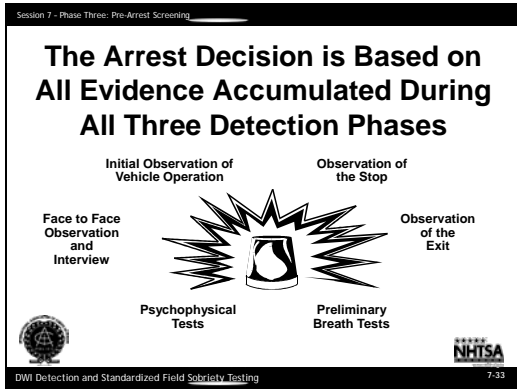 Session 7 - Phase Three: Pre-Arrest Screening
The Arrest Decision is Based on
All Evidence Accumulated During
All Three Detection Phases
Initial Observation of
Vehicle Operation
Observation of
the Stop
Face to Face
Observation
and
Interview
Observation
of the
Exit
Psychophysical
Tests
Preliminary
Breath Tests
NHTSA
DWI Detection and Standardized Field Sobriety Testing
7-33